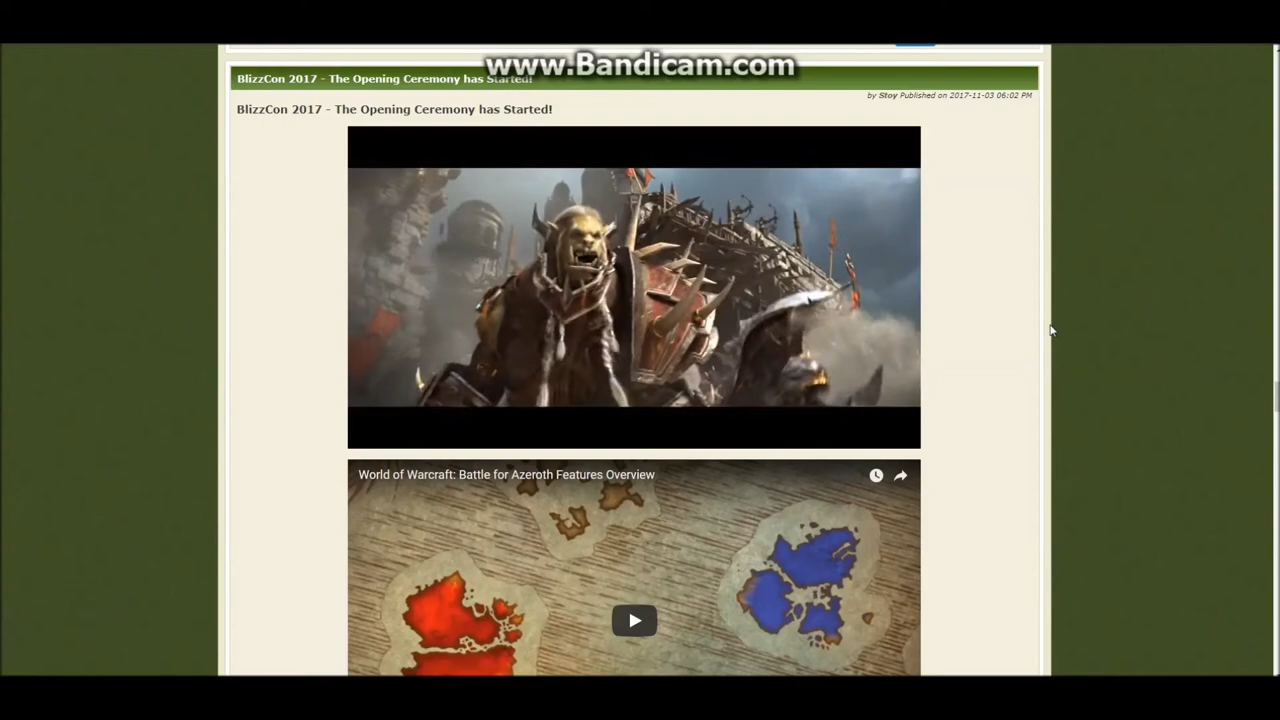 www.Bandicam.com
BlizzCon 2017 - The Opening Ceremony has Started!
by Stoy Published on 2017-11-03 06:02 PM
BlizzCon 2017 - The Opening Ceremony has Started!
World of Warcraft: Battle for Azeroth Features Overview